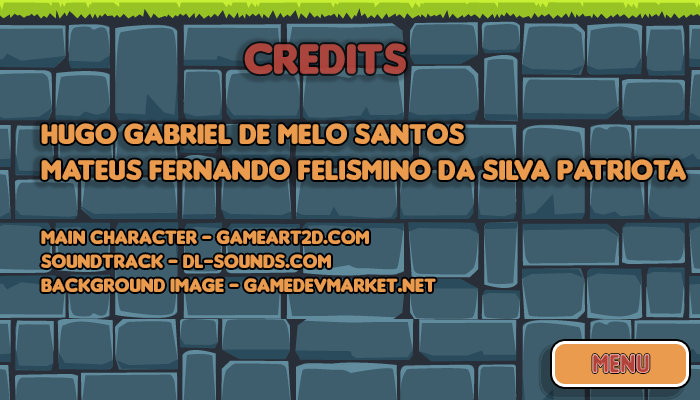 CREDITS
HUGO GABRIEL DE MELO SANTOS
MATEUS FERNANDO FELISMINO DA SILVA PATRIOTA
MAIN CHARACTER - GAMEART2D.COM
SOUNDTRACK - DL-SOUNDS.COM
BACKGROUND IMAGE - GAMEDEVMARKET.NET
MENU